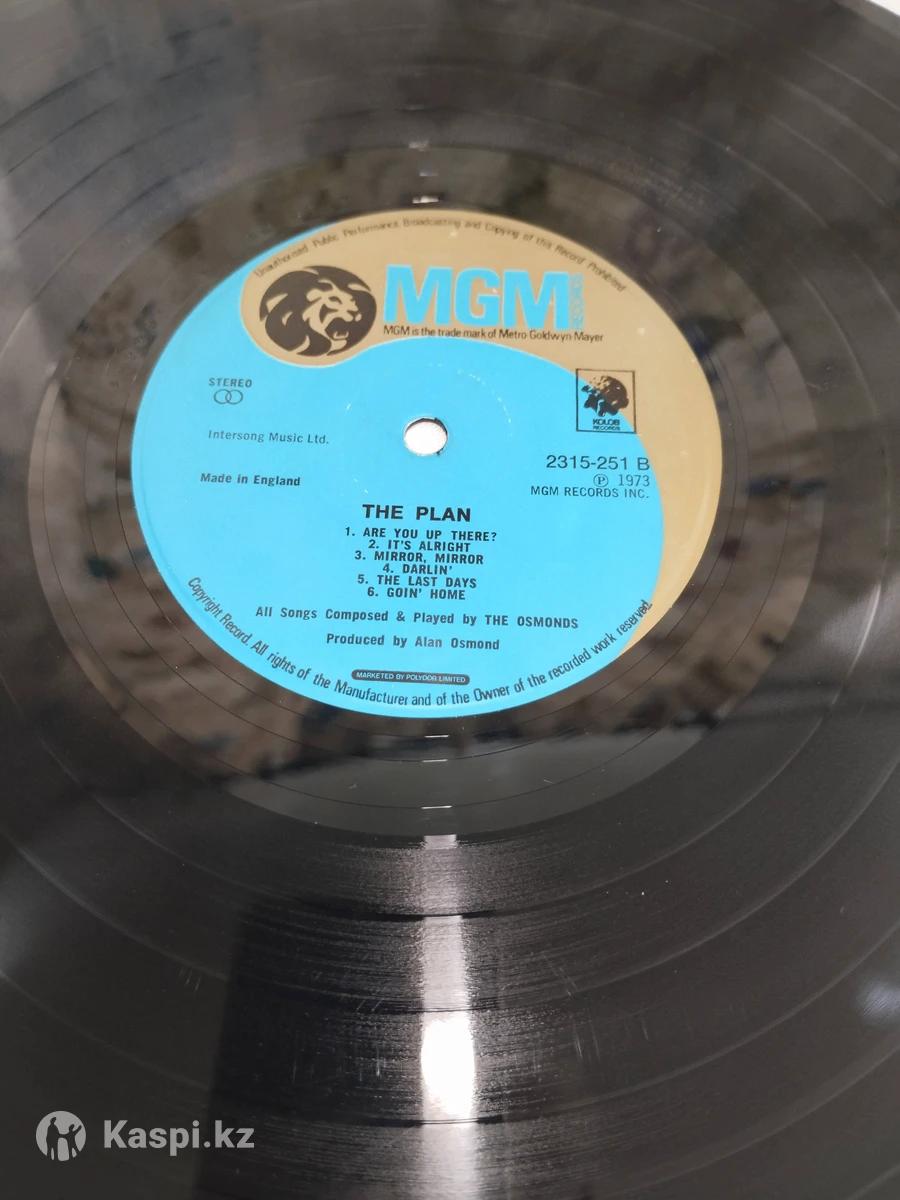 Unauthorised Public Performance, Broadcasting and Copying of this Record Prohibited
MGM RECORDS
MGM is the trade mark of Metro Goldwyn Mayer
STEREO
KOLOB
RECORDS
Intersong Music Ltd.
2315-251 B
Made in England
℗ 1973
MGM RECORDS INC.
THE PLAN
1. ARE YOU UP THERE?
2. IT'S ALRIGHT
3. MIRROR, MIRROR
4. DARLIN'
5. THE LAST DAYS
6. GOIN' HOME
All Songs Composed & Played by THE OSMONDS
Produced by Alan Osmond
MARKETED BY POLYDOR LIMITED
Copyright Record. All rights of the Manufacturer and of the Owner of the recorded work reserved.
Kaspi.kz